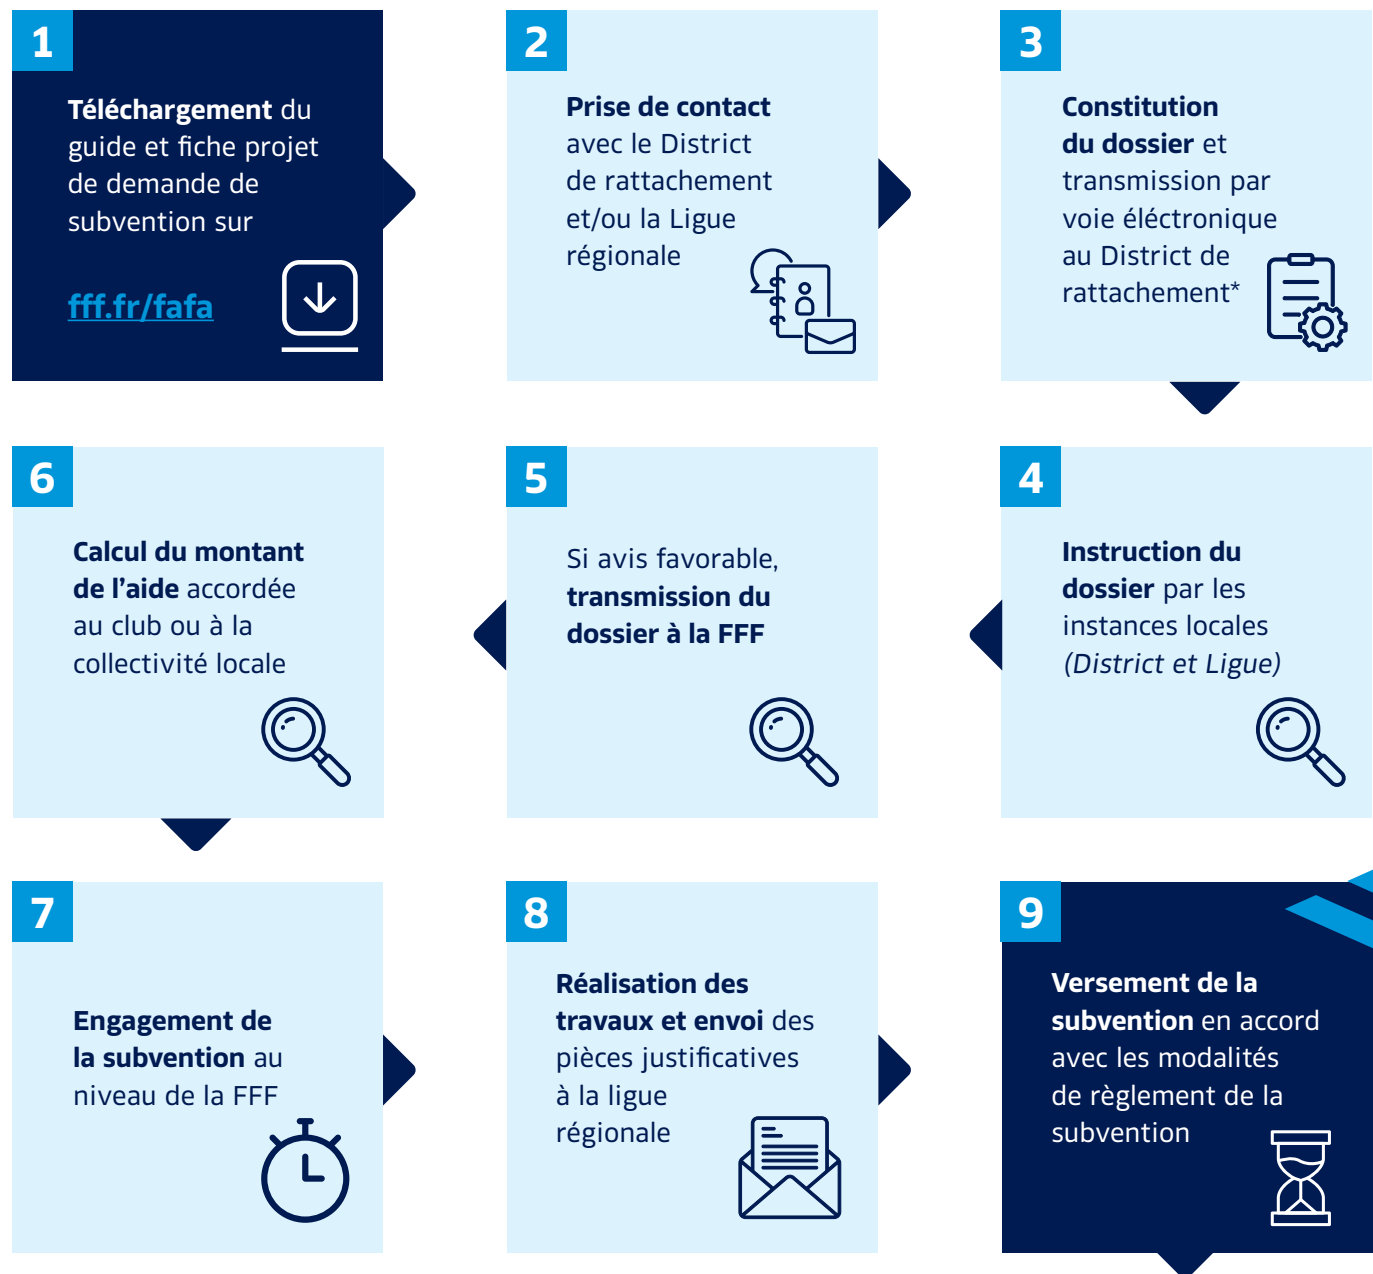 1
Téléchargement du
guide et fiche projet
de demande de
subvention sur
fff.fr/fafa
2
Prise de contact
avec le District
de rattachement
et/ou la Ligue
régionale
3
Constitution
du dossier et
transmission par
voie éléctronique
au District de
rattachement*
4
Instruction du
dossier par les
instances locales
(District et Ligue)
5
Si avis favorable,
transmission du
dossier à la FFF
6
Calcul du montant
de l’aide accordée
au club ou à la
collectivité locale
7
Engagement de
la subvention au
niveau de la FFF
8
Réalisation des
travaux et envoi des
pièces justificatives
à la ligue
régionale
9
Versement de la
subvention en accord
avec les modalités
de règlement de la
subvention